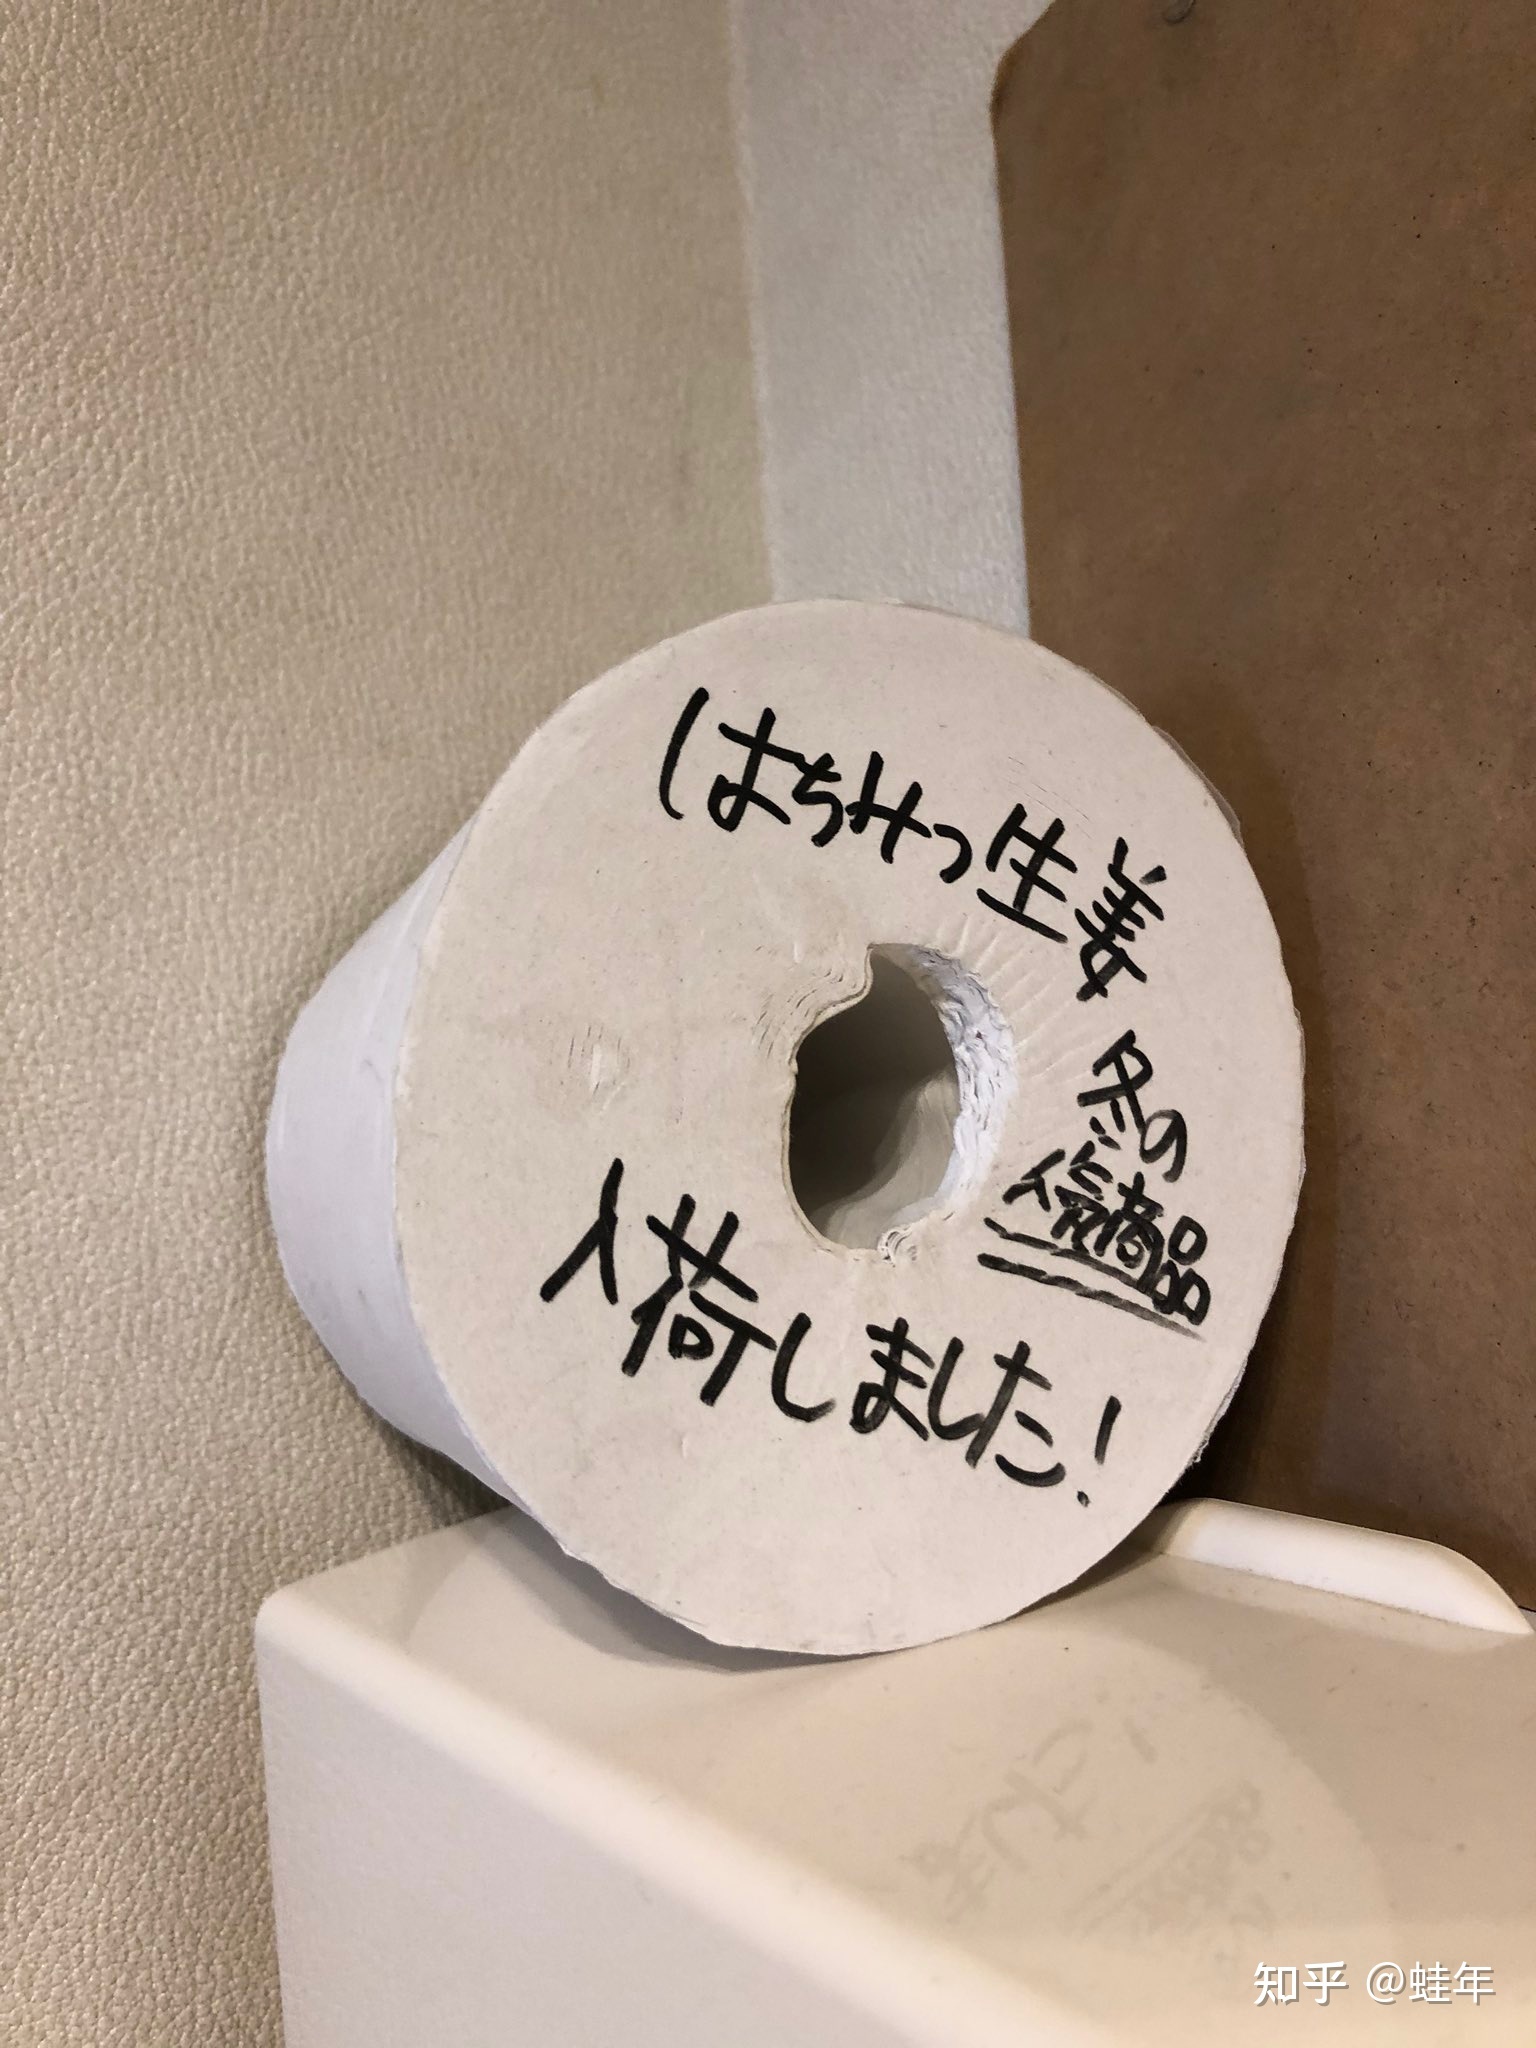 はちみつ生姜
冬の
人気商品
入荷しました!
知乎 @蛙年